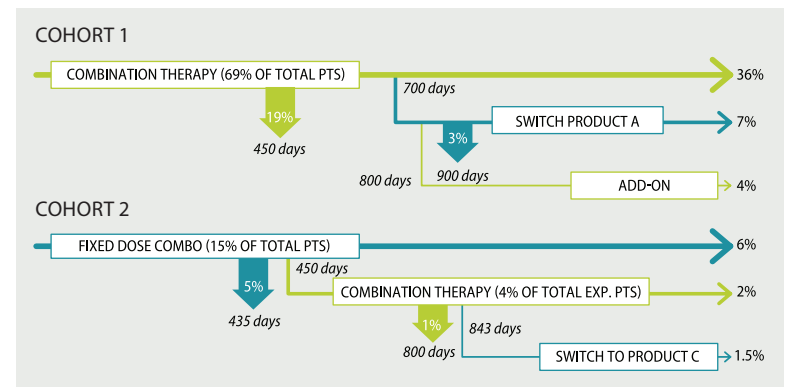 COHORT 1
COMBINATION THERAPY (69% OF TOTAL PTS)
36%
700 days
19%
SWITCH PRODUCT A
7%
3%
450 days
800 days
900 days
ADD-ON
4%
COHORT 2
FIXED DOSE COMBO (15% OF TOTAL PTS)
6%
450 days
5%
COMBINATION THERAPY (4% OF TOTAL EXP. PTS)
2%
435 days
1%
843 days
800 days
SWITCH TO PRODUCT C
1.5%